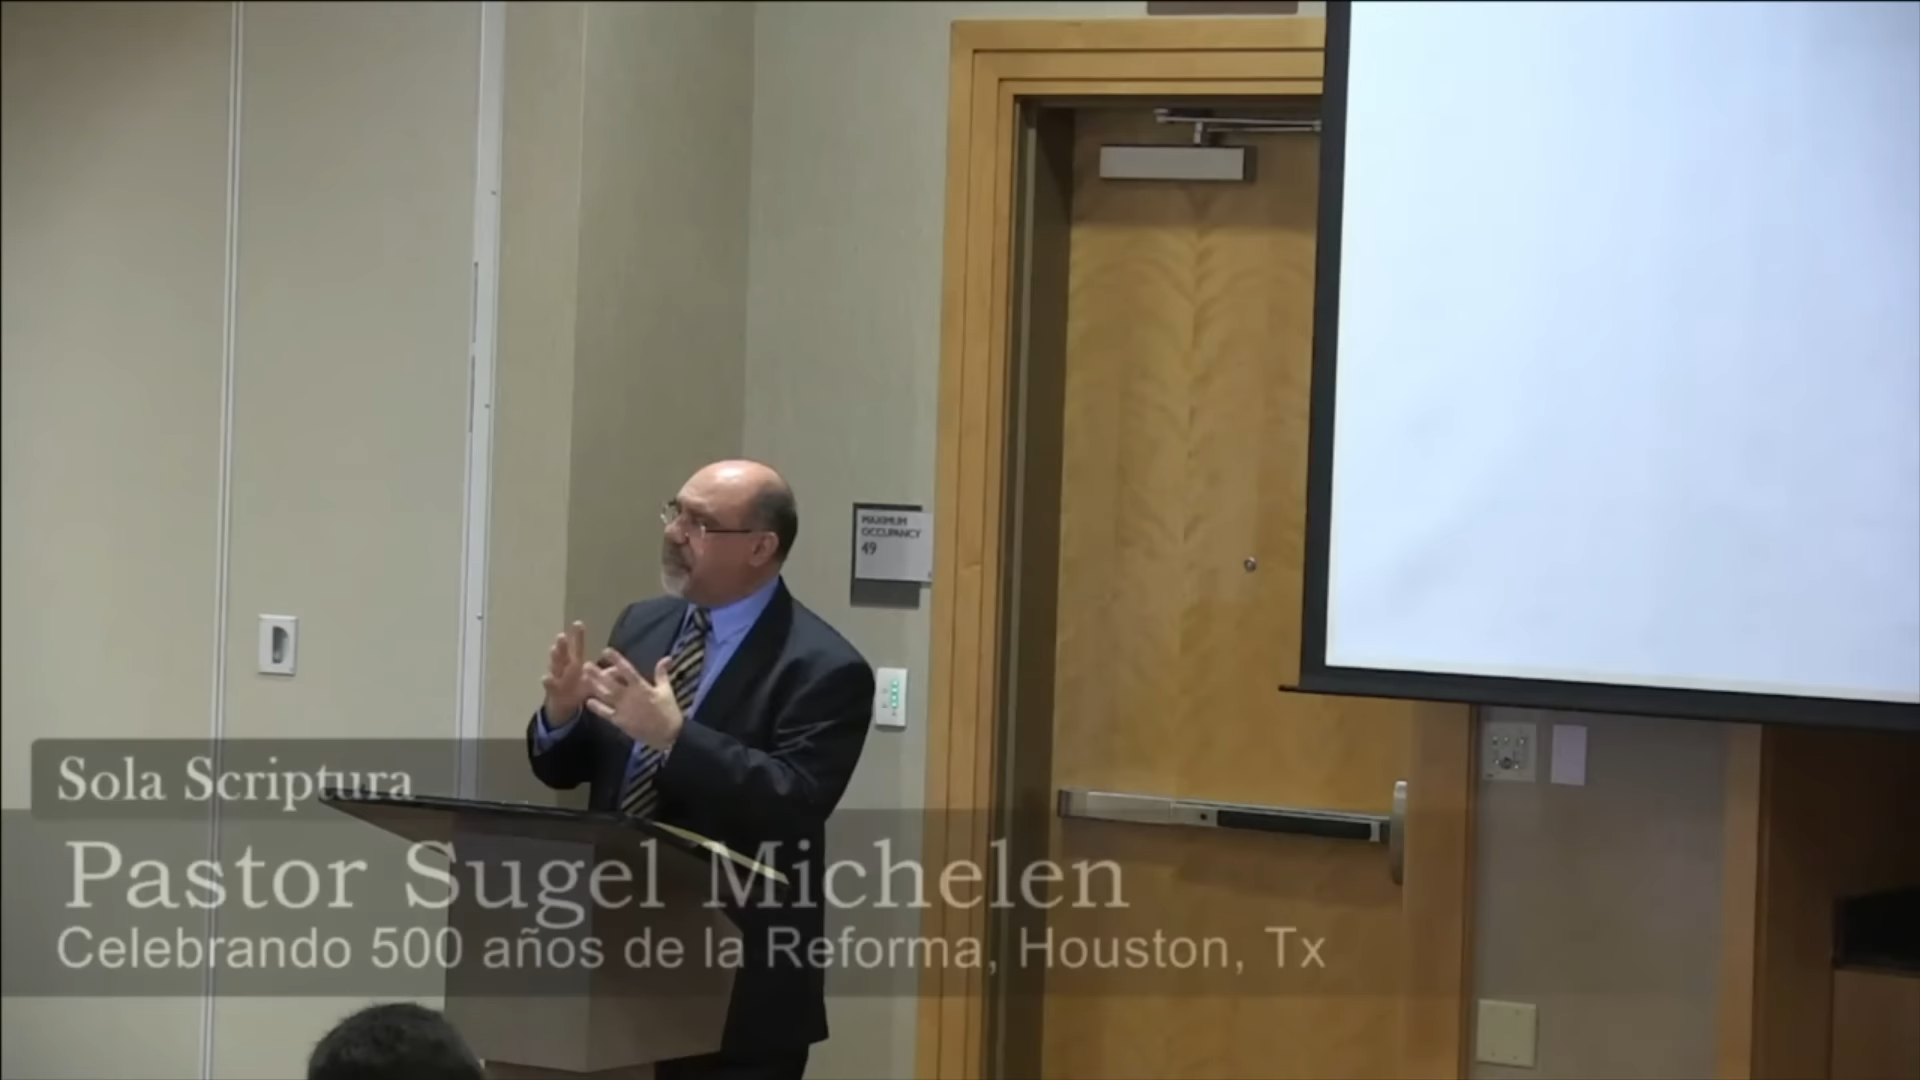 MAXIMUM
OCCUPANCY
49
Sola Scriptura
Pastor Sugel Michelen
Celebrando 500 años de la Reforma, Houston, Tx